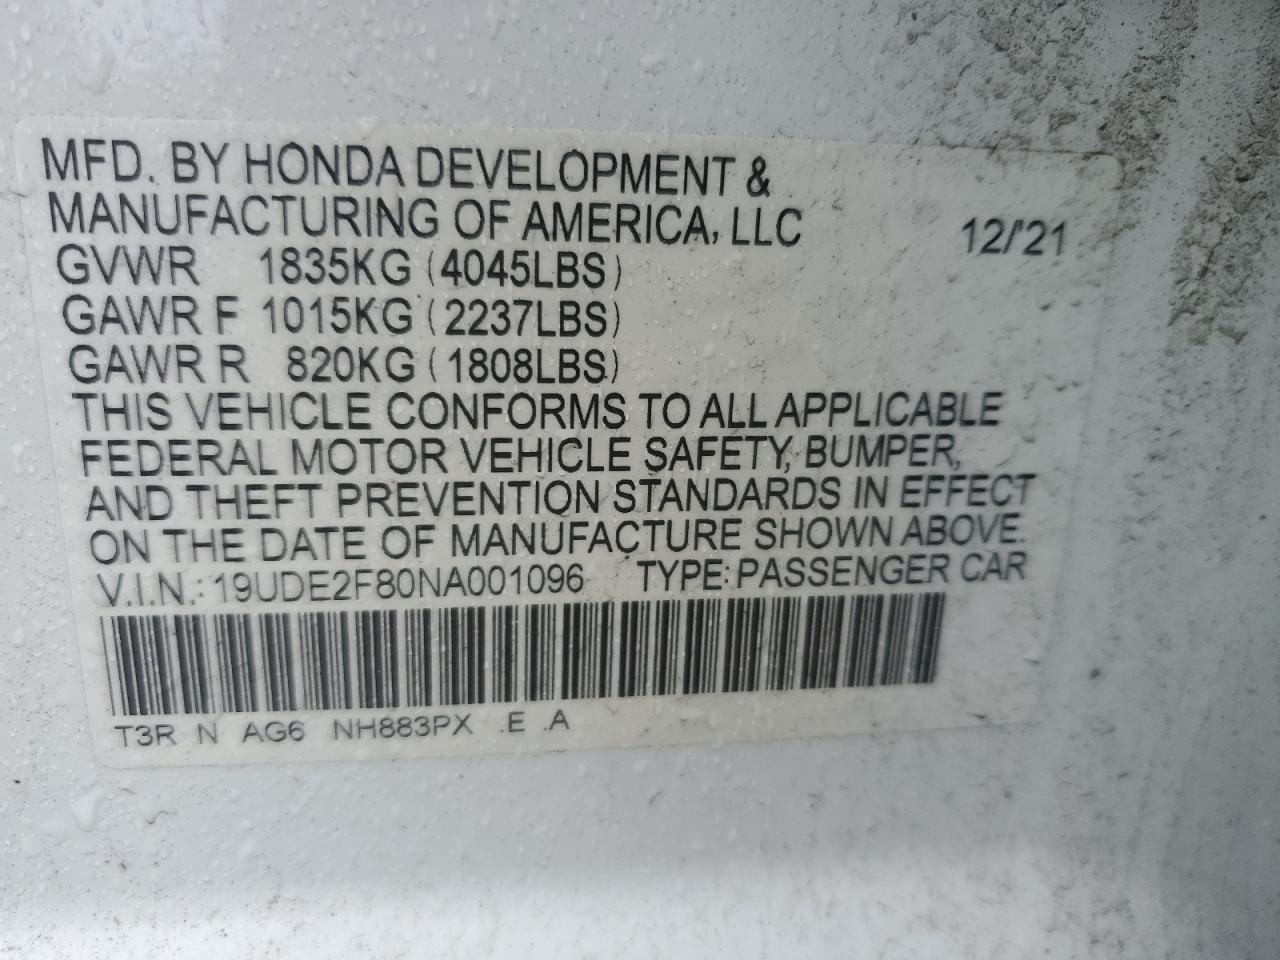 MFD. BY HONDA DEVELOPMENT &
MANUFACTURING OF AMERICA, LLC 12/'21
GVWR 1835KG (4045LBS)
GAWR F 1015KG (2237LBS)
GAWR R 820KG (1808LBS)
THIS VEHICLE CONFORMS TO ALL APPLICABLE
FEDERAL MOTOR VEHICLE SAFETY, BUMPER,
AND THEFT PREVENTION STANDARDS IN EFFECT
ON THE DATE OF MANUFACTURE SHOWN ABOVE.
V.I.N.: 19UDE2F80NA001096 TYPE: PASSENGER CAR
T3R N AG6 NH883PX .E .A